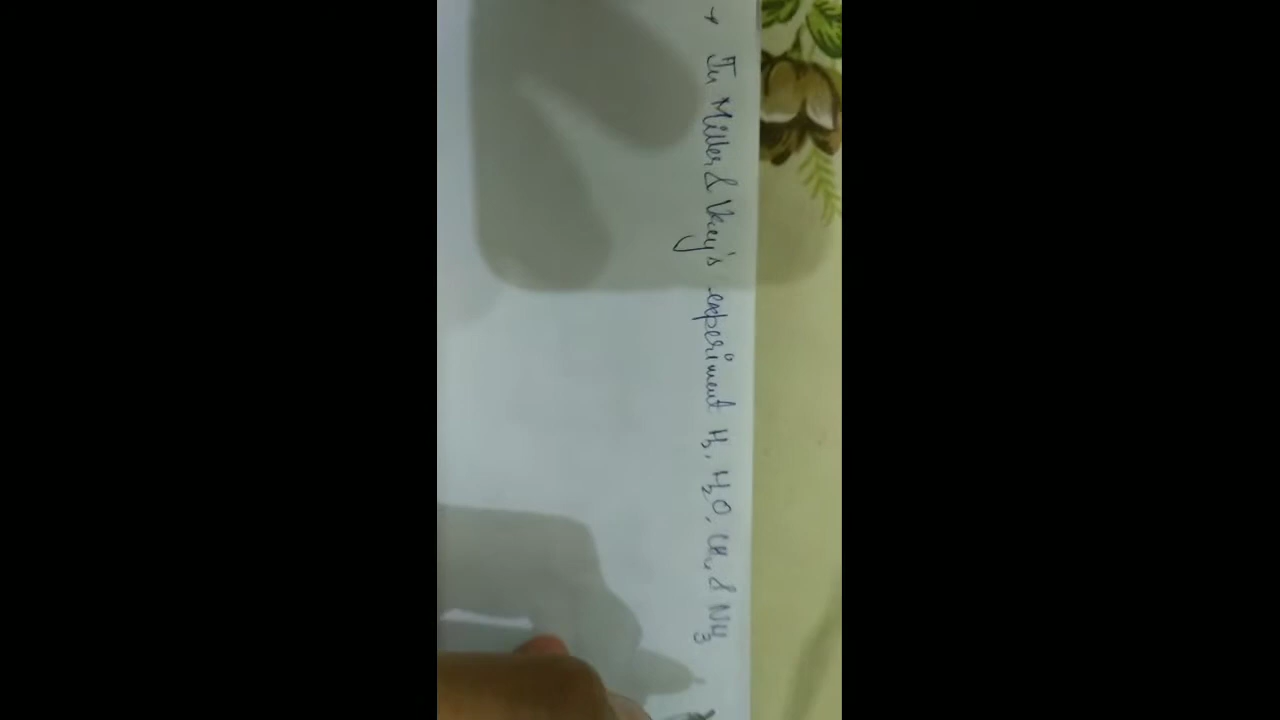 * In Miller & Urey's experiment H₂, H₂O, CH₄ & NH₃